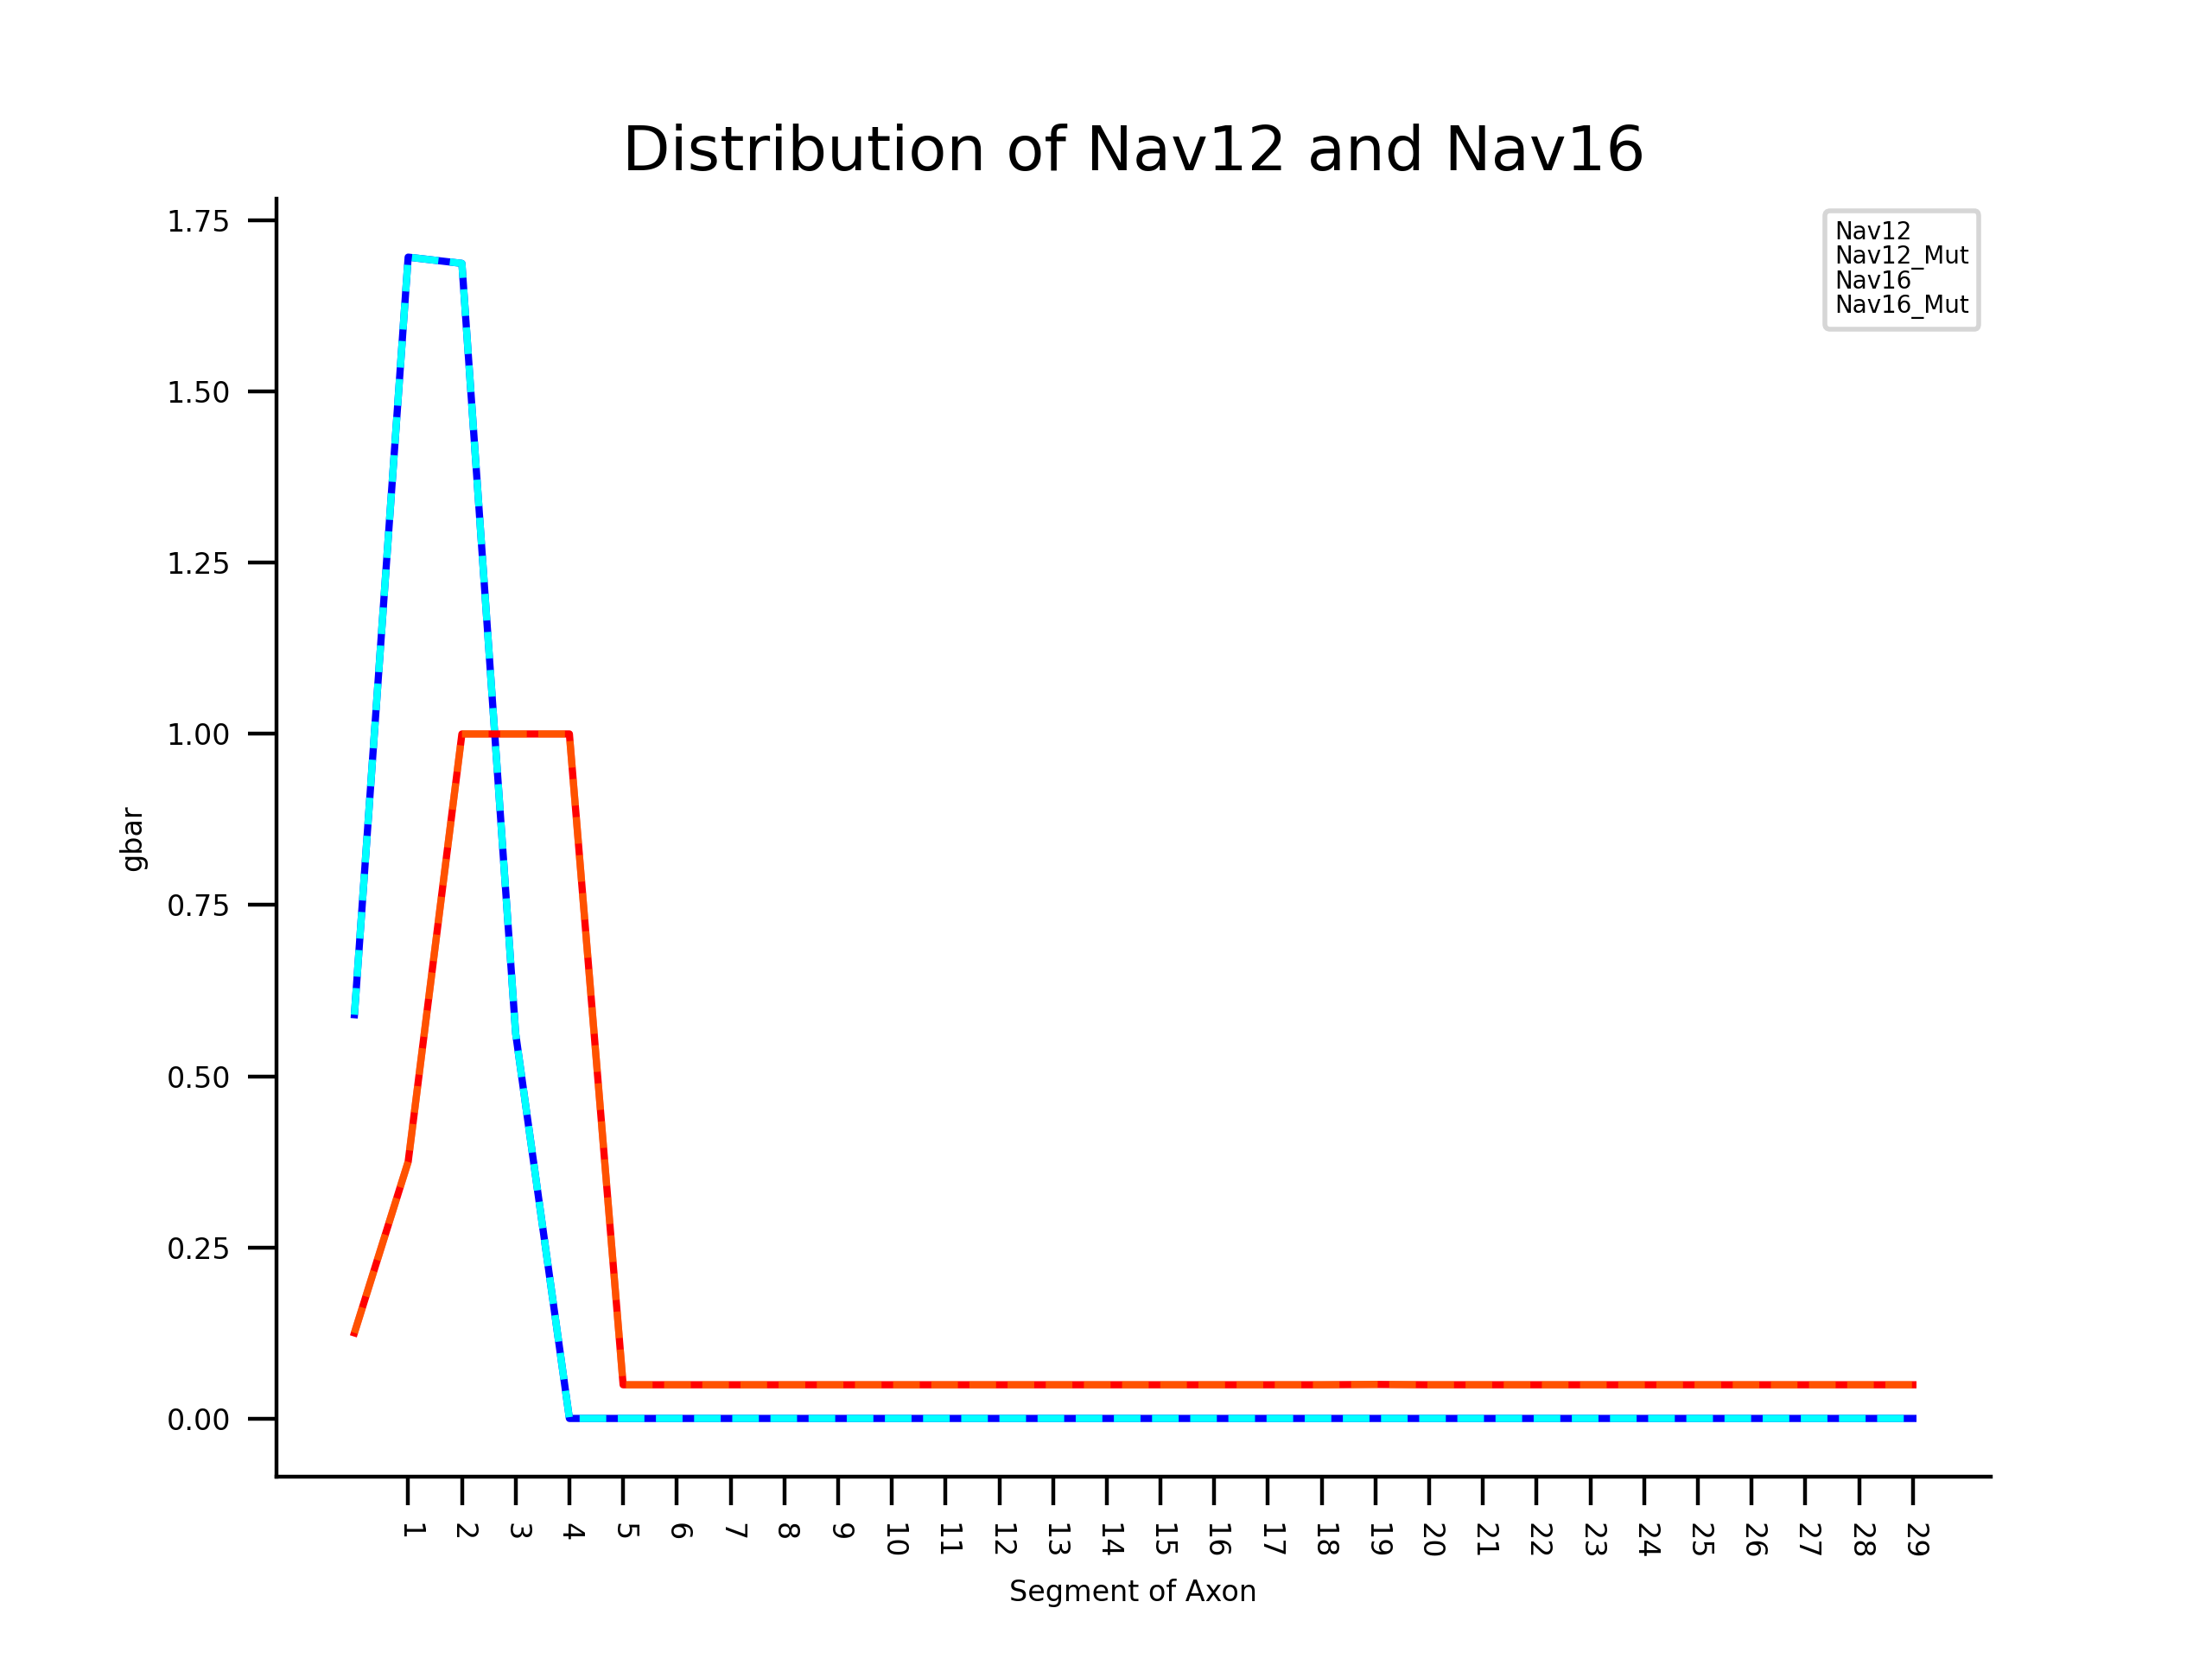 Distribution of Nav12 and Nav16
1.75
1.50
1.25
1.00
0.75
0.50
0.25
0.00
gbar
Nav12
Nav12_Mut
Nav16
Nav16_Mut
1 2 3 4 5 6 7 8 9 10 11 12 13 14 15 16 17 18 19 20 21 22 23 24 25 26 27 28 29
Segment of Axon